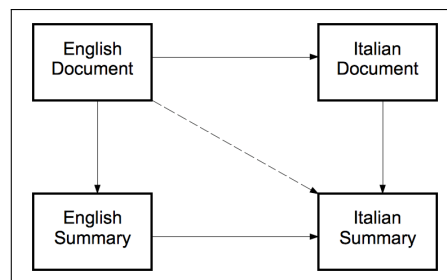 English
Document
Italian
Document
English
Summary
Italian
Summary